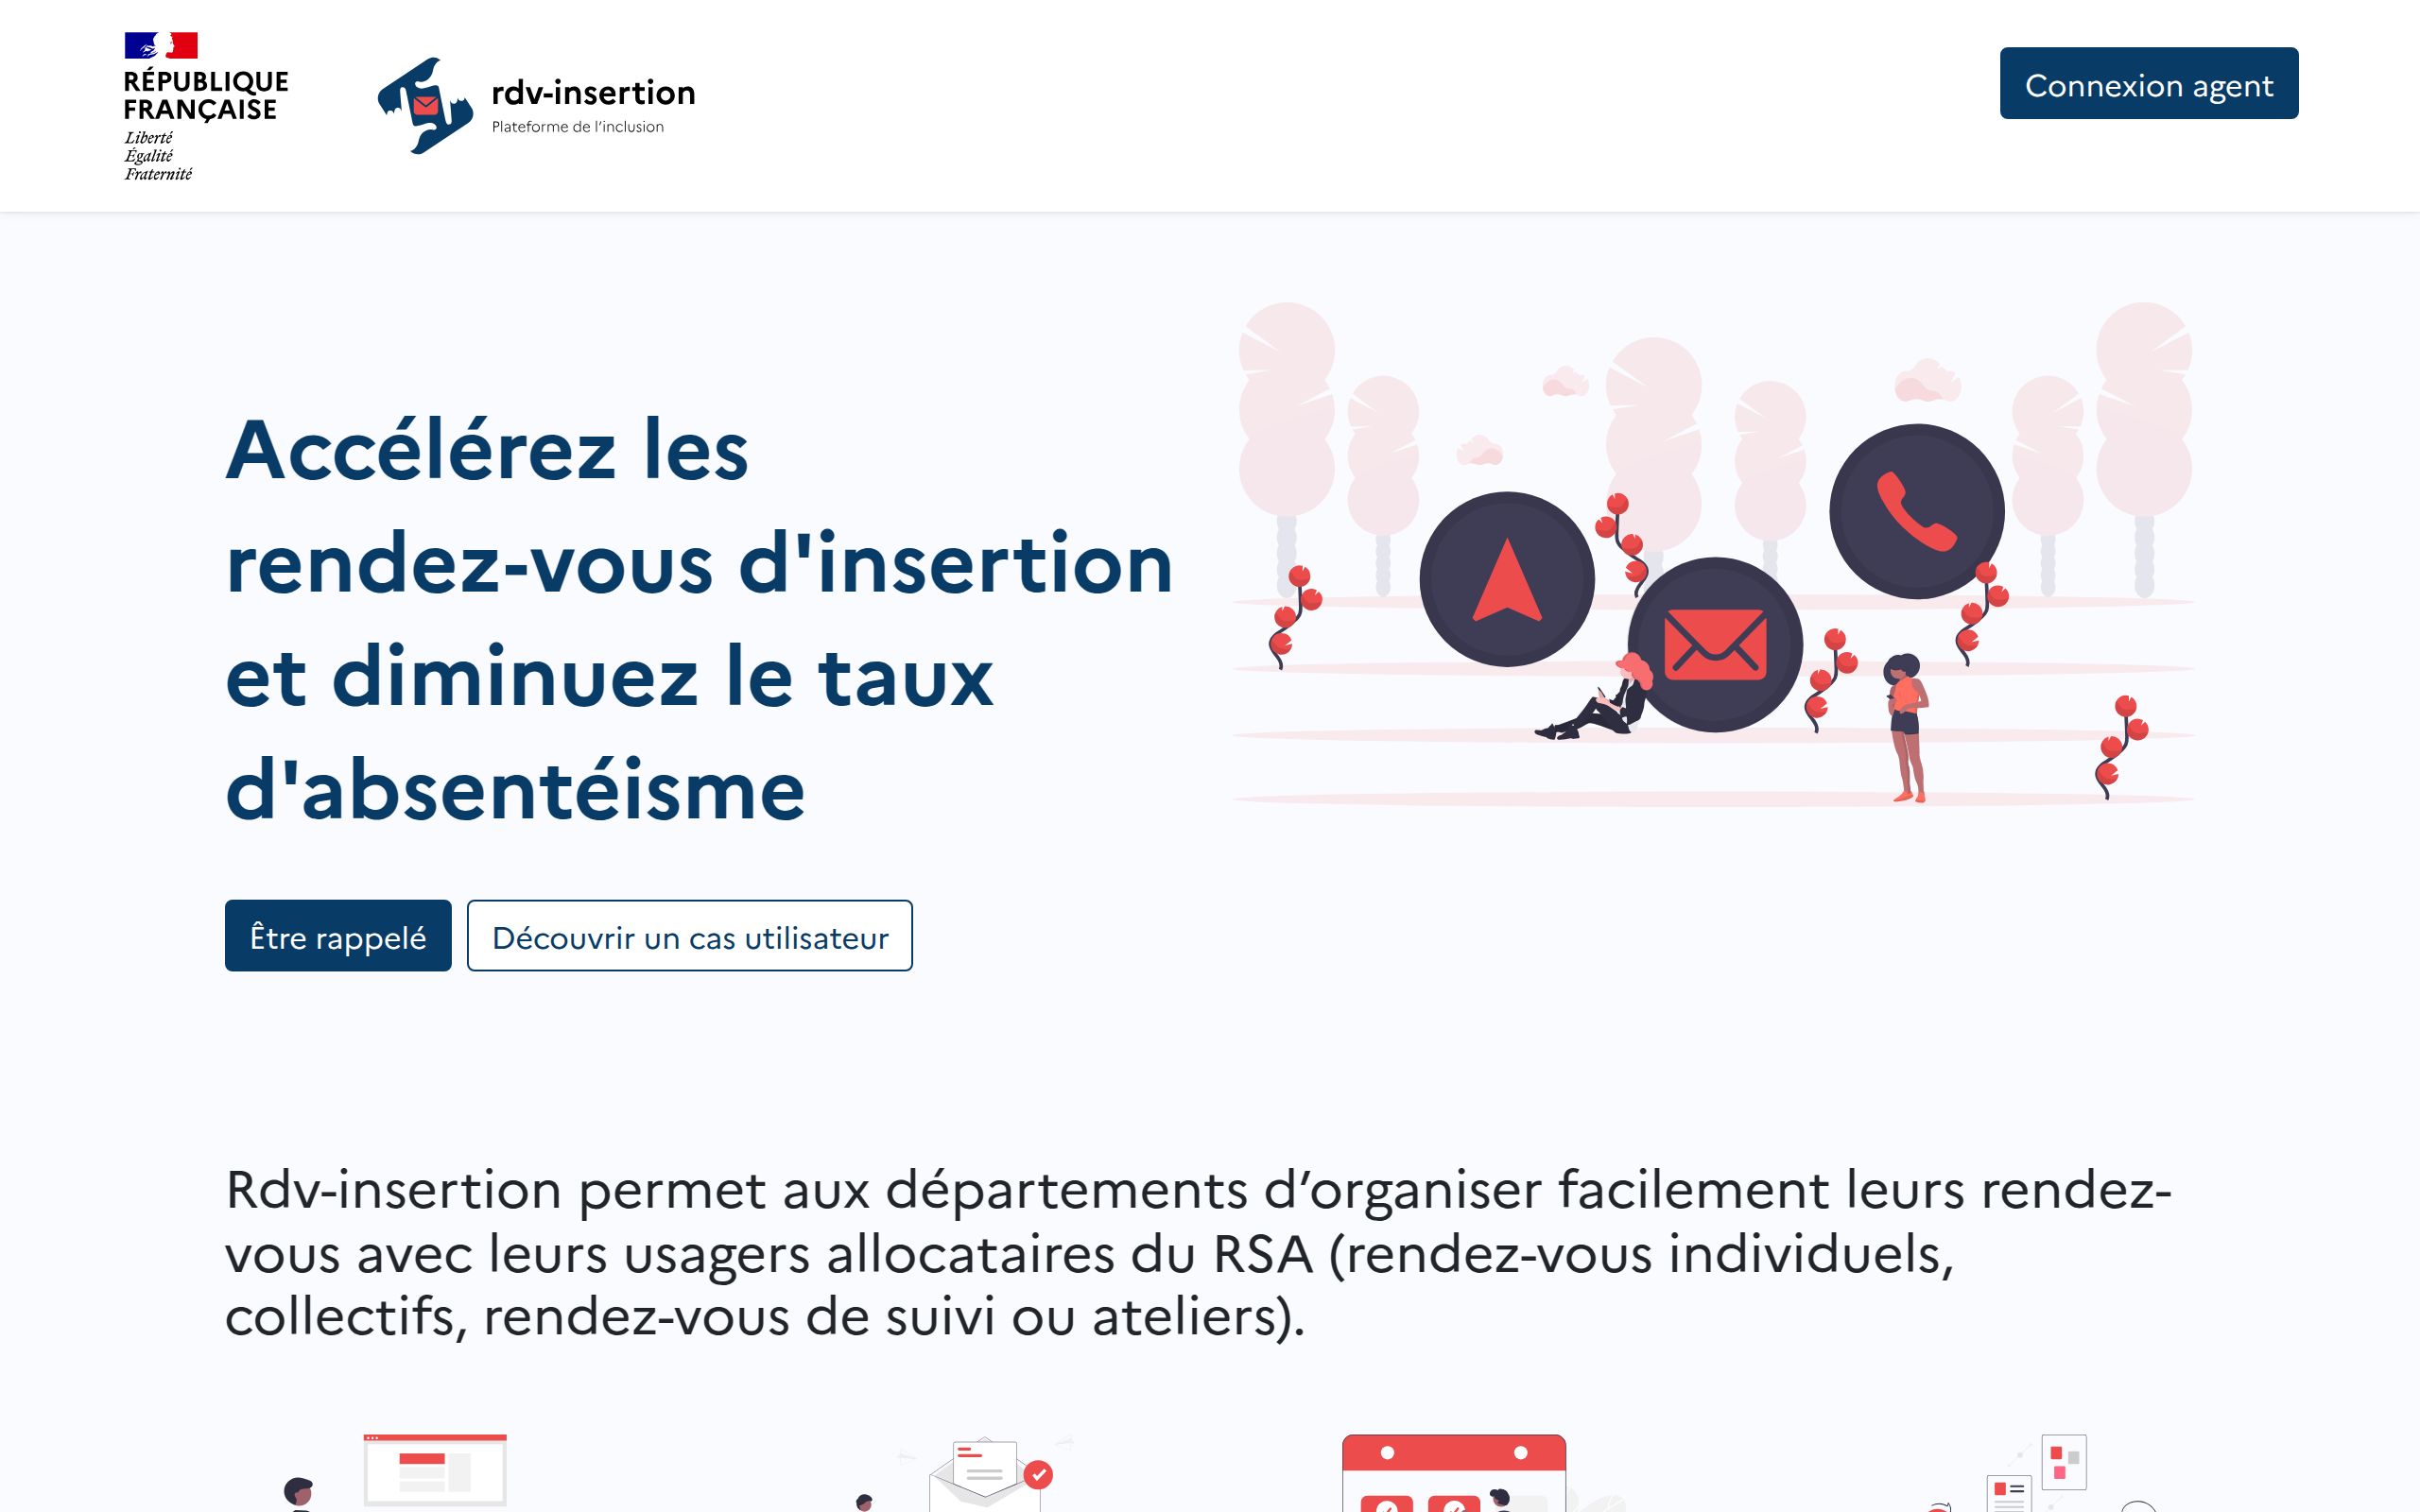 RÉPUBLIQUE
FRANÇAISE
Liberté
Égalité
Fraternité
rdv-insertion
Plateforme de l'inclusion
Connexion agent
Accélérez les
rendez-vous d'insertion
et diminuez le taux
d'absentéisme
Être rappelé
Découvrir un cas utilisateur
Rdv-insertion permet aux départements d’organiser facilement leurs rendez-
vous avec leurs usagers allocataires du RSA (rendez-vous individuels,
collectifs, rendez-vous de suivi ou ateliers).